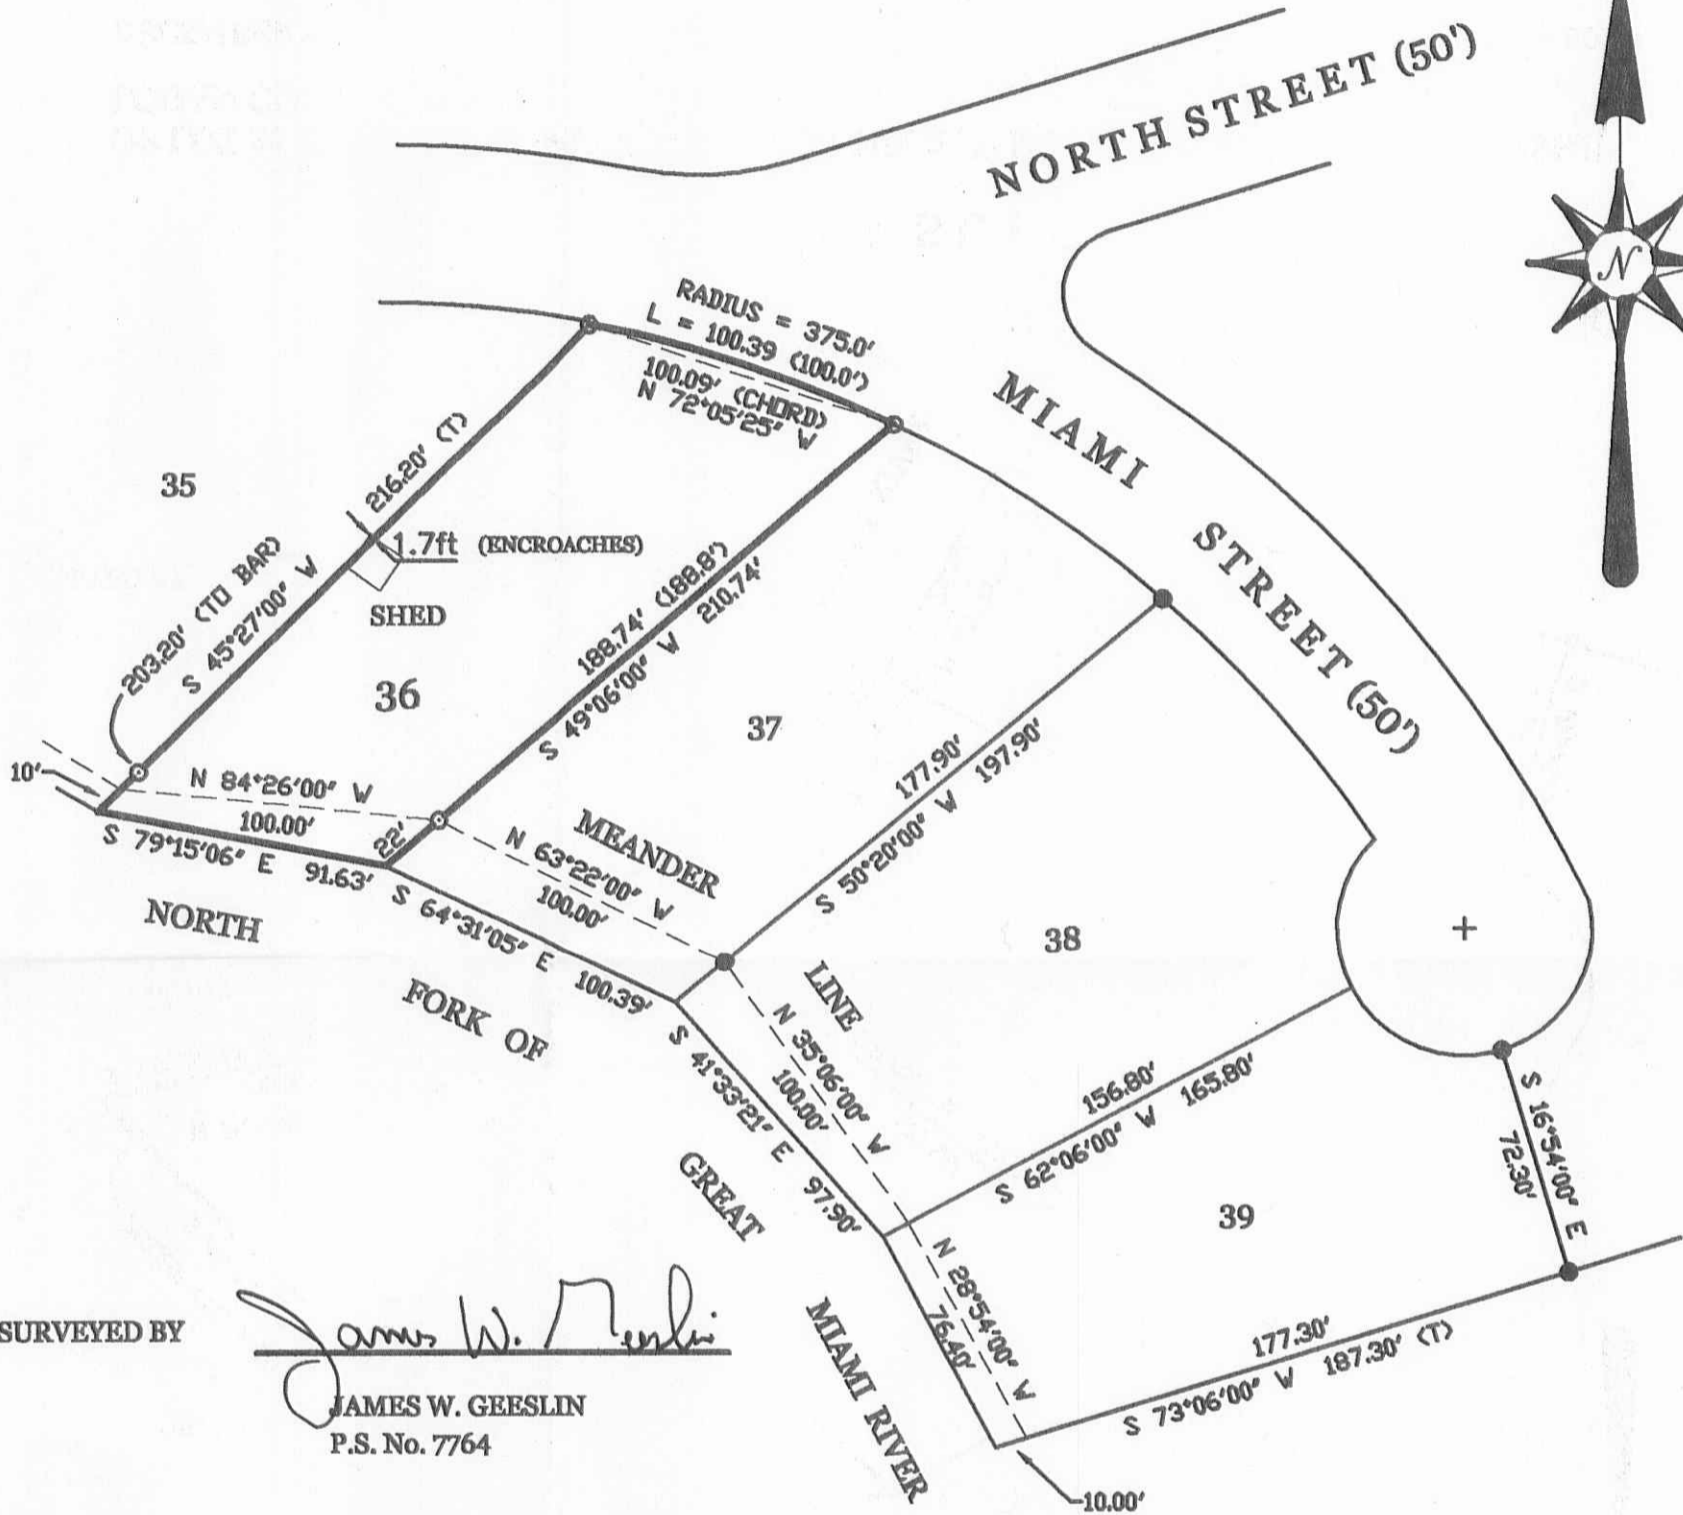 NORTH STREET (50')
N
RADIUS = 375.0'
L = 100.39 (100.0')
100.09' (CHORD)
N 72°05'25" W
MIAMI STREET (50')
35
216.20' (T)
1.7ft (ENCROACHES)
SHED
203.20' (TO BAR)
S 45°27'00" W
36
188.74' (188.8')
S 49°06'00" W 210.74'
37
177.90'
S 50°20'00" W 197.90'
10'
N 84°26'00" W
100.00'
22'
S 79°15'06" E 91.63'
MEANDER
N 63°22'00" W
100.00'
S 64°31'05" E 100.39'
NORTH
FORK OF
38
LINE
N 35°06'00" W
100.00'
S 41°33'21" E 97.90'
156.80'
S 62°06'00" W 165.80'
S 16°54'00" E
72.30'
GREAT
39
N 28°54'00" W
76.40'
MIAMI RIVER
177.30'
S 73°06'00" W 187.30' (T)
10.00'
SURVEYED BY James W. Geeslin
JAMES W. GEESLIN
P.S. No. 7764